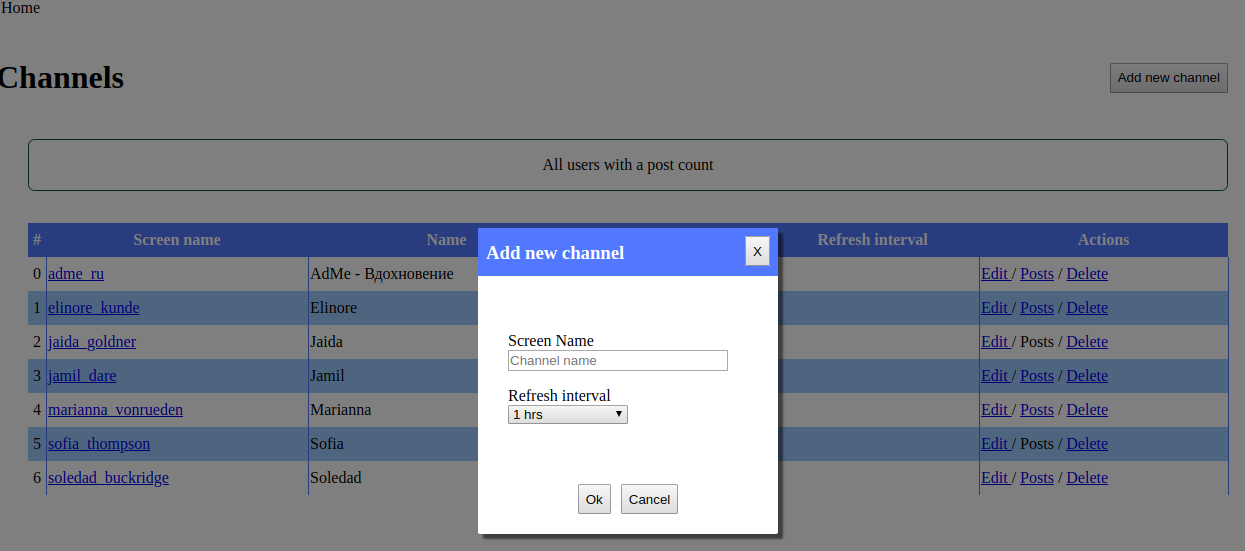 Home
Channels
Add new channel
All users with a post count
# Screen name Name Refresh interval Actions
Add new channel X
0 adme_ru AdMe - Вдохновение Edit / Posts / Delete
1 elinore_kunde Elinore Edit / Posts / Delete
2 jaida_goldner Jaida Edit / Posts / Delete
3 jamil_dare Jamil Edit / Posts / Delete
4 marianna_vonrueden Marianna Edit / Posts / Delete
5 sofia_thompson Sofia Edit / Posts / Delete
6 soledad_buckridge Soledad Edit / Posts / Delete
Screen Name
Channel name
Refresh interval
1 hrs
Ok Cancel